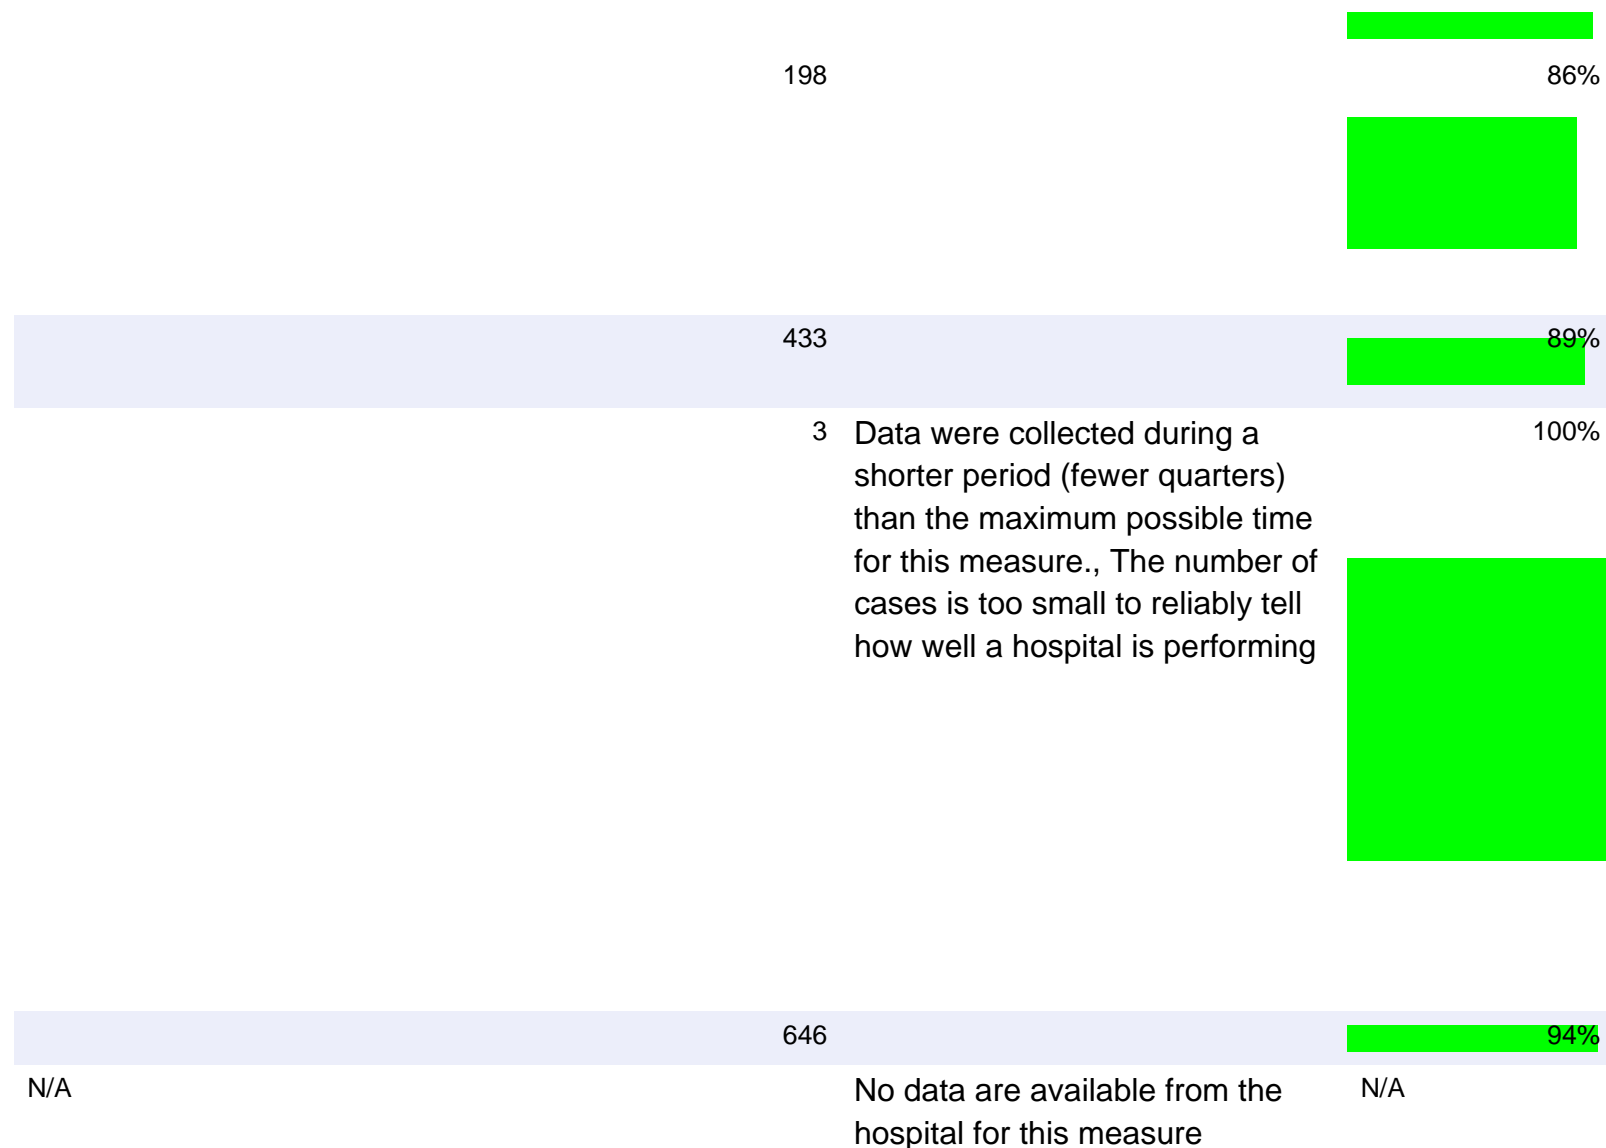 198 86%
433 89%
3 Data were collected during a 100%
shorter period (fewer quarters)
than the maximum possible time
for this measure., The number of
cases is too small to reliably tell
how well a hospital is performing
646 94%
N/A No data are available from the N/A
hospital for this measure